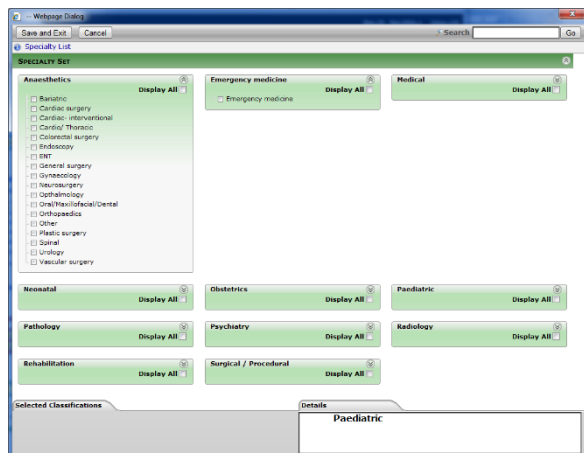 -- Webpage Dialog
Save and Exit Cancel Search Go
Specialty List
SPECIALTY SET
Anaesthetics
Display All
Bariatric
Cardiac surgery
Cardiac- interventional
Cardio/ Thoracic
Colorectal surgery
Endoscopy
ENT
General surgery
Gynaecology
Neurosurgery
Opthalmology
Oral/Maxillofacial/Dental
Orthopaedics
Other
Plastic surgery
Spinal
Urology
Vascular surgery
Emergency medicine
Display All
Emergency medicine
Medical
Display All
Neonatal
Display All
Obstetrics
Display All
Paediatric
Display All
Pathology
Display All
Psychiatry
Display All
Radiology
Display All
Rehabilitation
Display All
Surgical / Procedural
Display All
Selected Classifications
Details
Paediatric